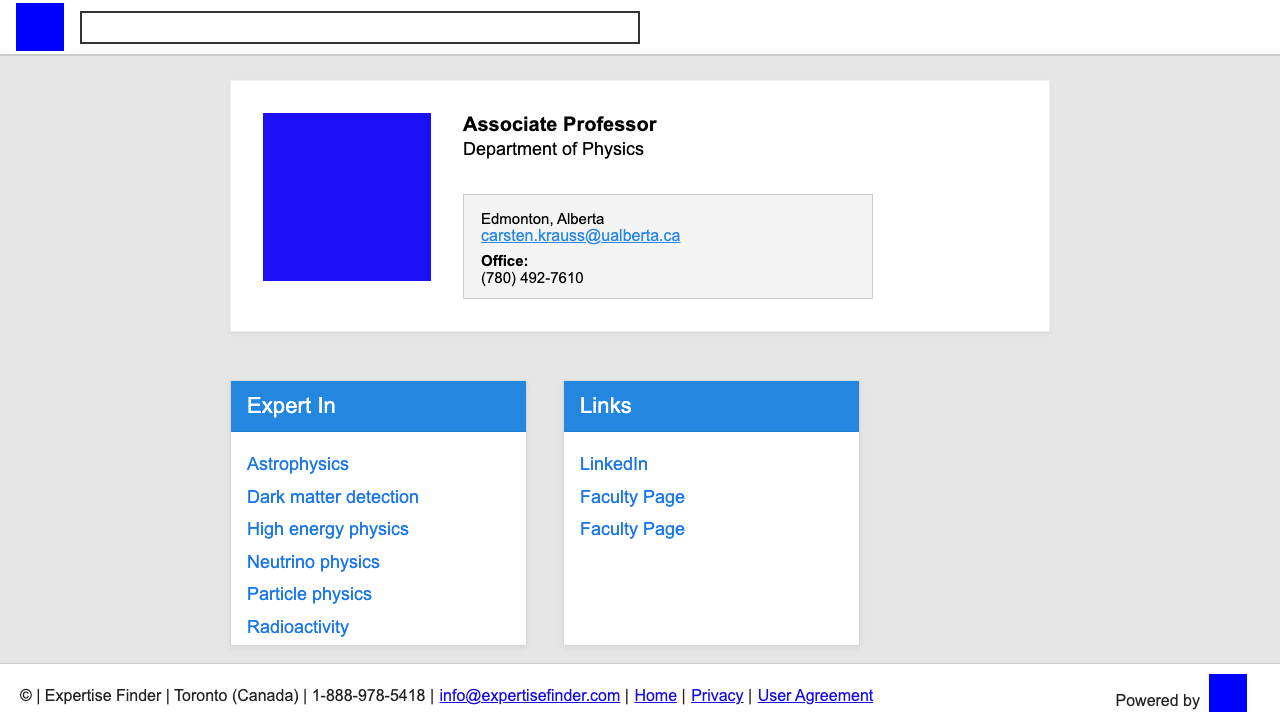 Associate Professor
Department of Physics
Edmonton, Alberta
carsten.krauss@ualberta.ca
Office:
(780) 492-7610
Expert In
Astrophysics
Dark matter detection
High energy physics
Neutrino physics
Particle physics
Radioactivity
Links
LinkedIn
Faculty Page
Faculty Page
© | Expertise Finder | Toronto (Canada) | 1-888-978-5418 | info@expertisefinder.com | Home | Privacy | User Agreement
Powered by